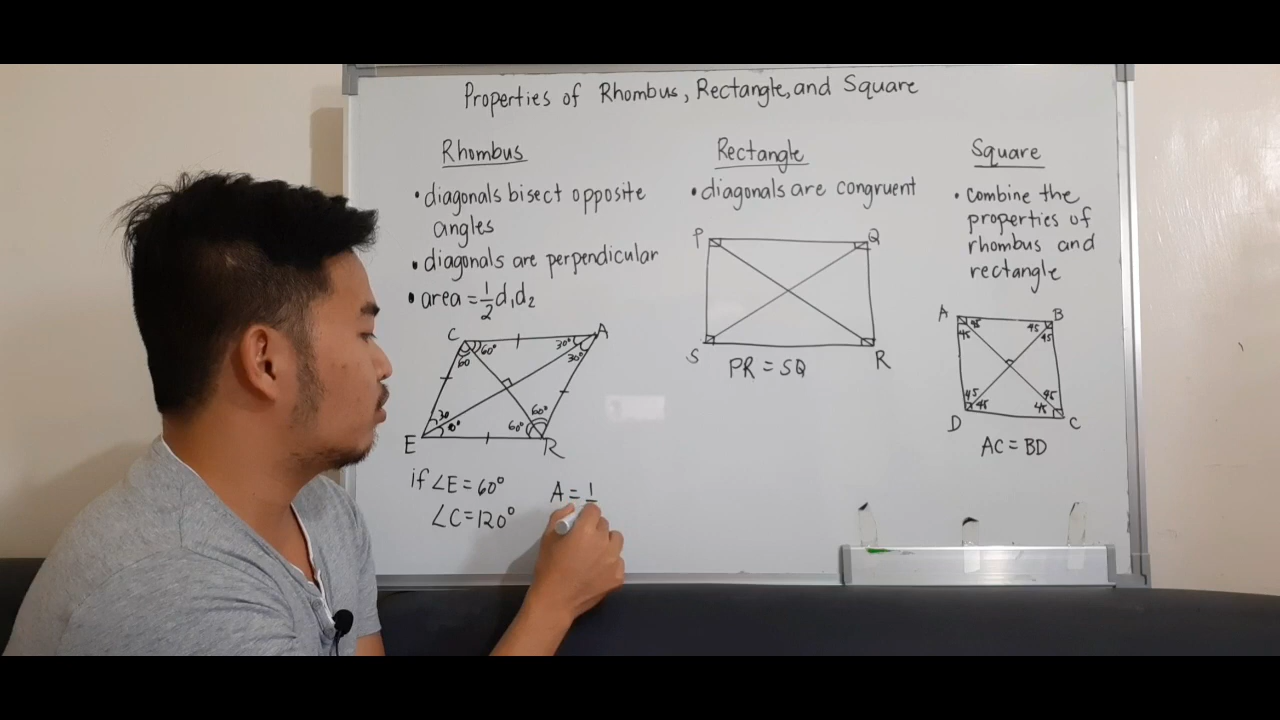 Properties of Rhombus, Rectangle, and Square
Rhombus
• diagonals bisect opposite
angles
• diagonals are perpendicular
• area = 1/2 d₁d₂
C
A
60
60°
30°
30°
30
60°
60°
E
R
if ∠E = 60°
∠C = 120°
A = 1
Rectangle
• diagonals are congruent
P
Q
S
R
PR = SQ
Square
• Combine the
properties of
rhombus and
rectangle
A
B
45
45
45
45
45
45
45
45
D
C
AC = BD